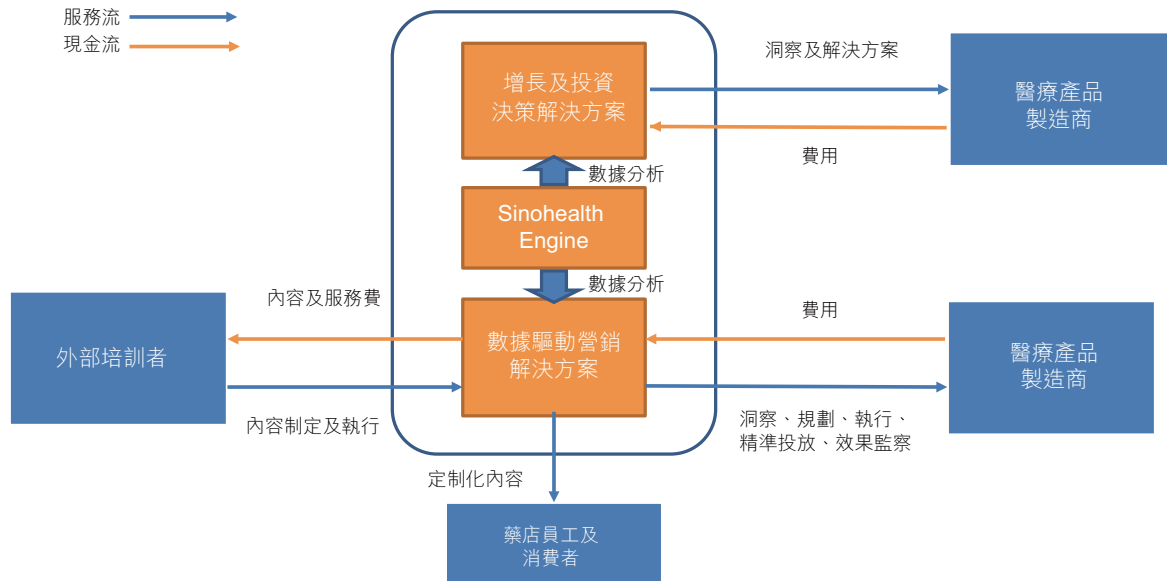 服務流
現金流
增長及投資
決策解決方案
洞察及解決方案
費用
醫療產品
製造商
數據分析
Sinohealth
Engine
數據分析
外部培訓者
內容及服務費
內容制定及執行
數據驅動營銷
解決方案
費用
洞察、規劃、執行、
精準投放、效果監察
醫療產品
製造商
定制化內容
藥店員工及
消費者